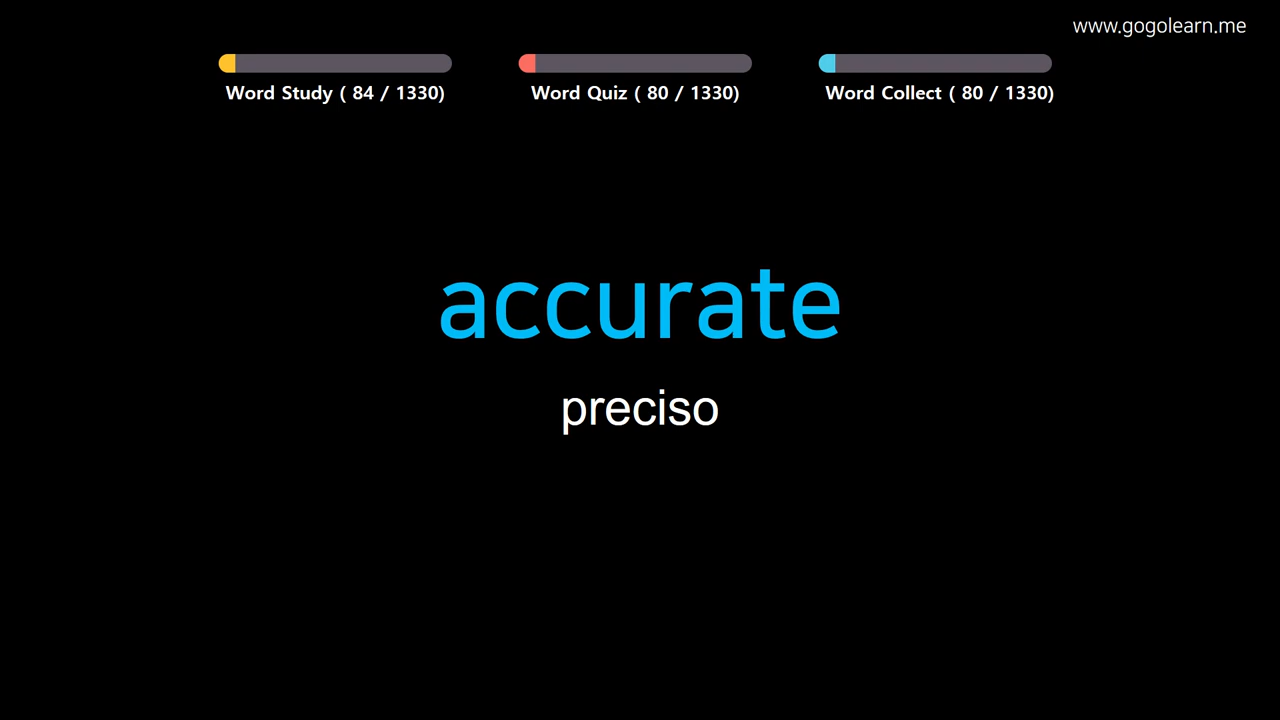 www.gogolearn.me
Word Study ( 84 / 1330)
Word Quiz ( 80 / 1330)
Word Collect ( 80 / 1330)
accurate
preciso